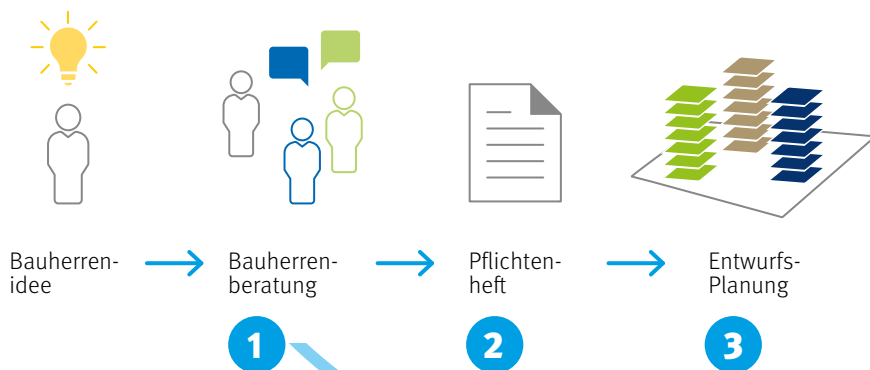 Bauherren-
idee
Bauherren-
beratung
Pflichten-
heft
Entwurfs-
Planung
1
2
3